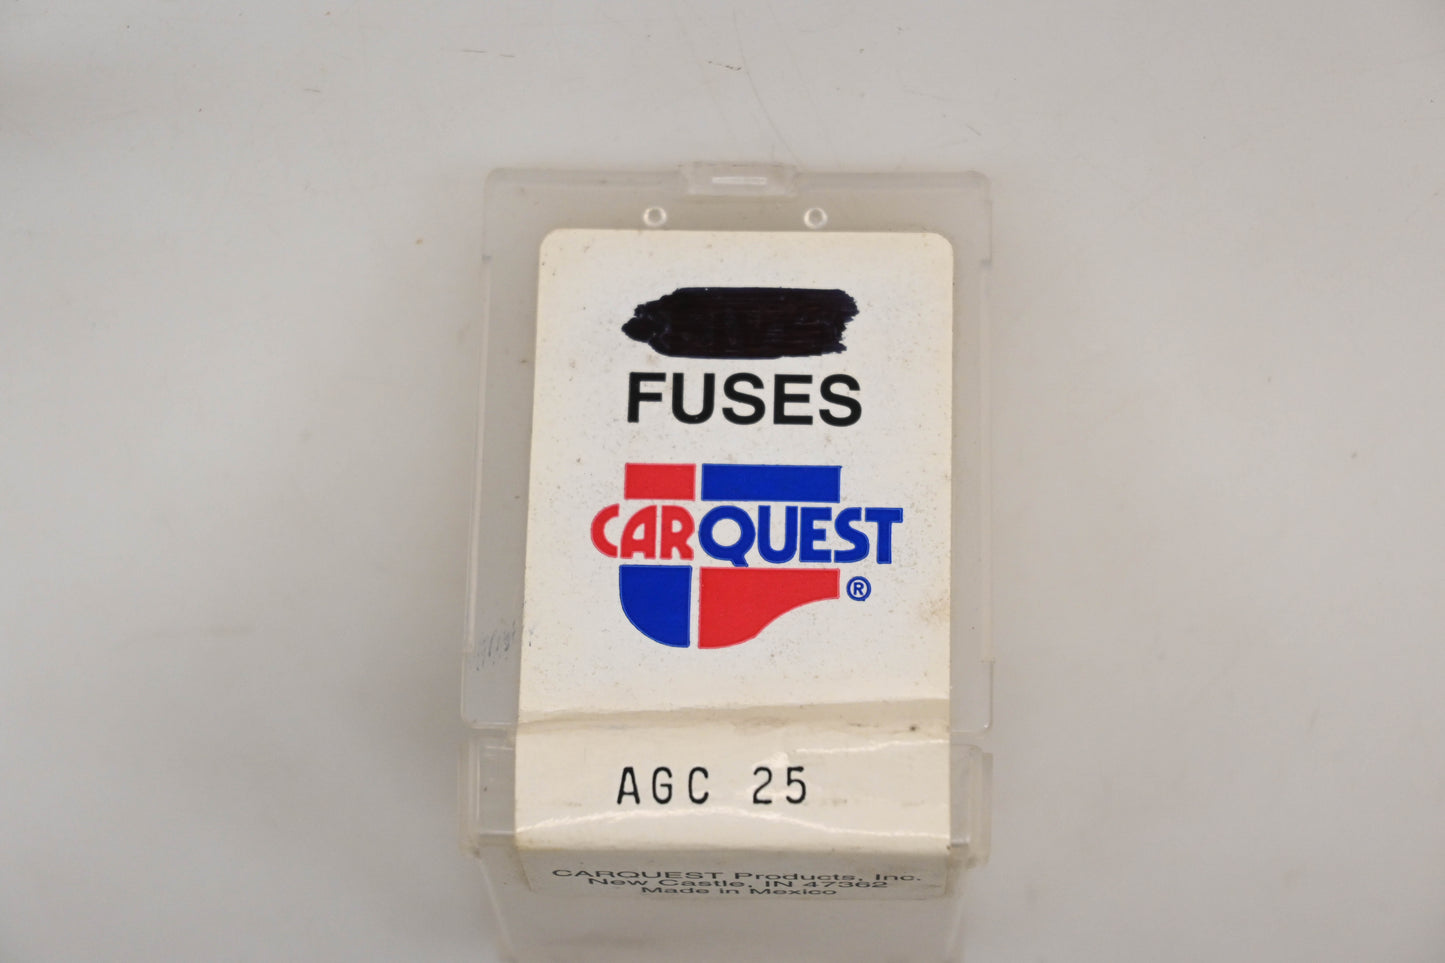 FUSES
CARQUEST®
AGC 25
CARQUEST Products, Inc.
New Castle, IN 47362
Made in Mexico